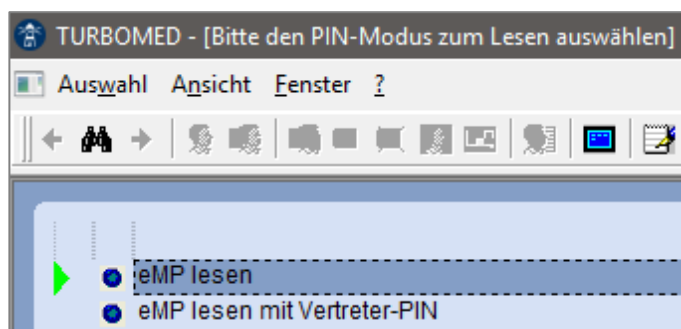 TURBOMED - [Bitte den PIN-Modus zum Lesen auswählen]
Auswahl Ansicht Fenster ?
eMP lesen
eMP lesen mit Vertreter-PIN